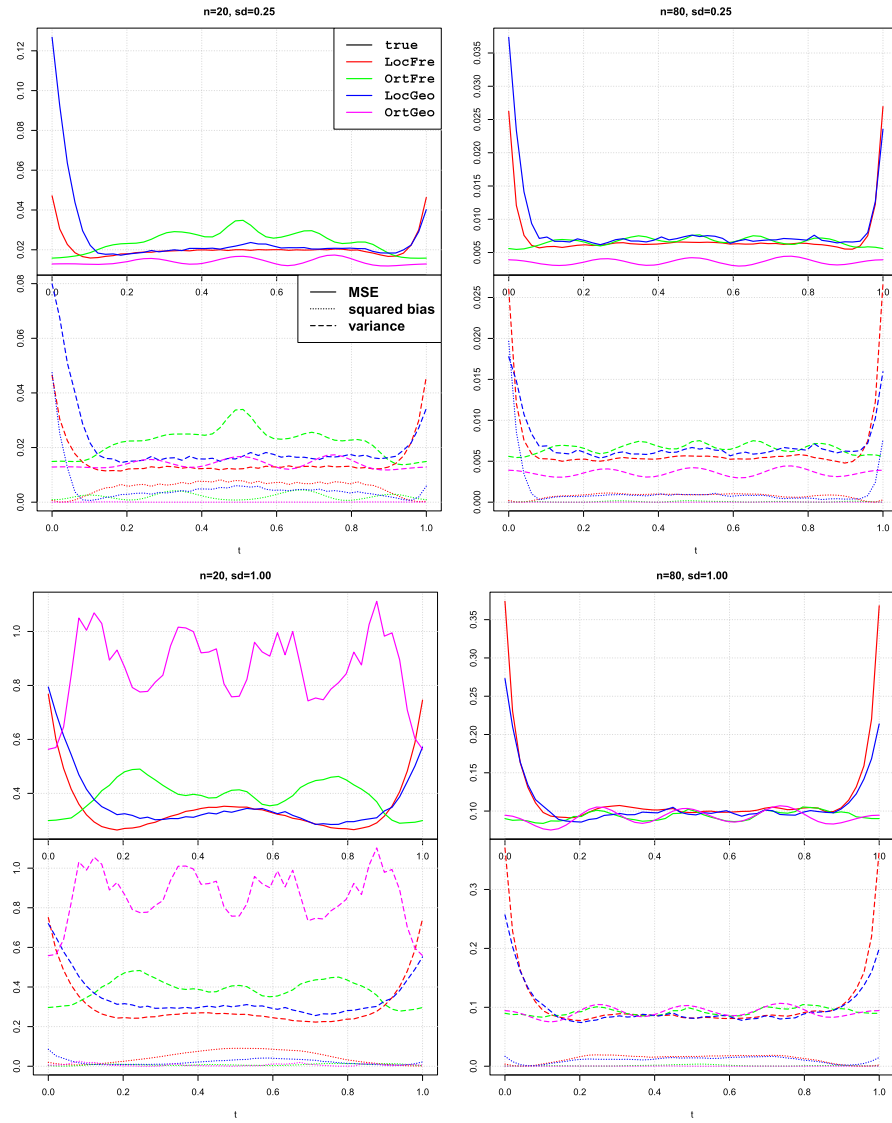 n=20, sd=0.25
0.12
0.10
0.08
0.06
0.04
0.02
true
LocFre
OrtFre
LocGeo
OrtGeo
0.0 0.2 0.4 0.6 0.8 1.0
0.08
0.06
0.04
0.02
0.00
MSE
squared bias
variance
0.0 0.2 0.4 0.6 0.8 1.0
t
n=80, sd=0.25
0.035
0.030
0.025
0.020
0.015
0.010
0.005
0.0 0.2 0.4 0.6 0.8 1.0
0.025
0.020
0.015
0.010
0.005
0.000
0.0 0.2 0.4 0.6 0.8 1.0
t
n=20, sd=1.00
1.0
0.8
0.6
0.4
0.0 0.2 0.4 0.6 0.8 1.0
1.0
0.8
0.6
0.4
0.2
0.0
0.0 0.2 0.4 0.6 0.8 1.0
t
n=80, sd=1.00
0.35
0.30
0.25
0.20
0.15
0.10
0.0 0.2 0.4 0.6 0.8 1.0
0.3
0.2
0.1
0.0
0.0 0.2 0.4 0.6 0.8 1.0
t